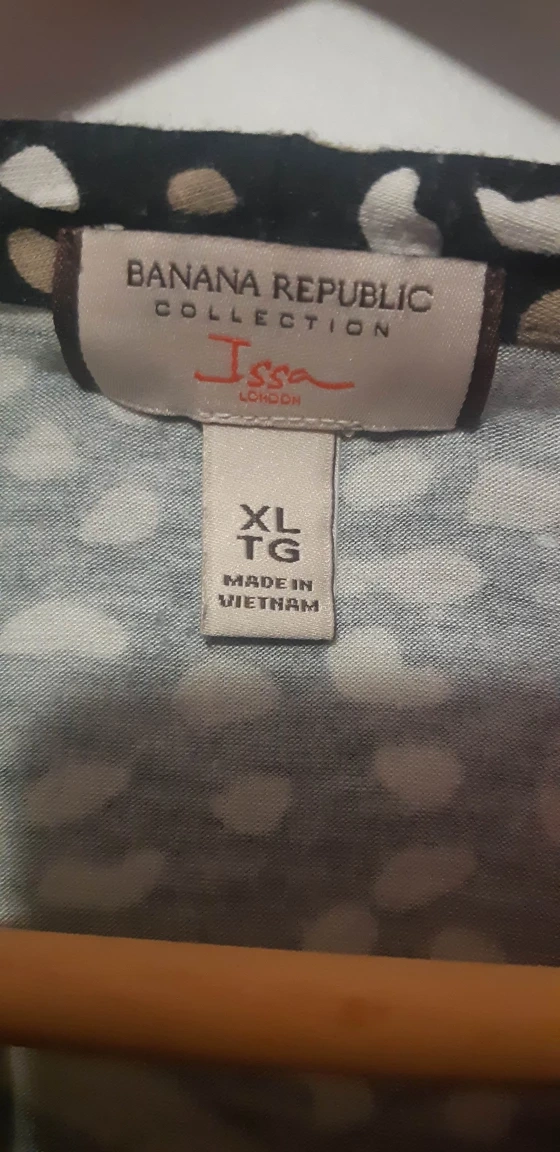 BANANA REPUBLIC
COLLECTION
Issa
LONDON
XL
TG
MADE IN
VIETNAM